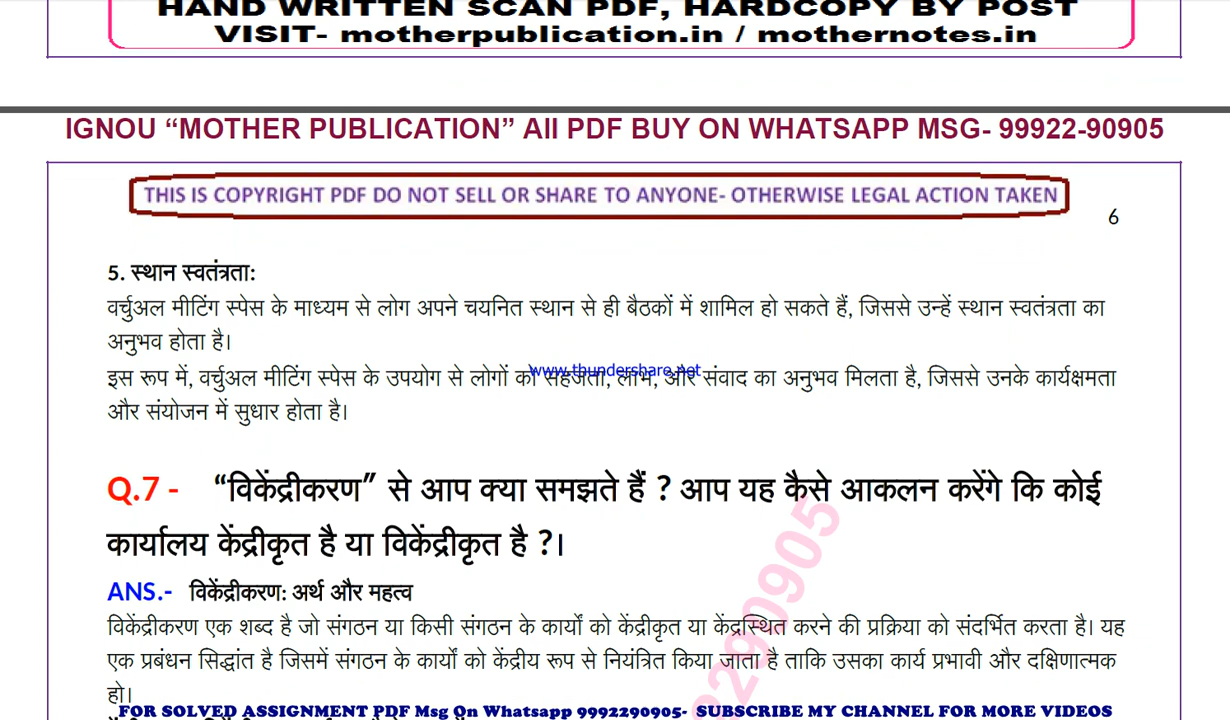 HAND WRITTEN SCAN PDF, HARDCOPY BY POST
VISIT- motherpublication.in / mothernotes.in
IGNOU “MOTHER PUBLICATION” All PDF BUY ON WHATSAPP MSG- 99922-90905
THIS IS COPYRIGHT PDF DO NOT SELL OR SHARE TO ANYONE- OTHERWISE LEGAL ACTION TAKEN
6
5. स्थान स्वतंत्रता:
वर्चुअल मीटिंग स्पेस के माध्यम से लोग अपने चयनित स्थान से ही बैठकों में शामिल हो सकते हैं, जिससे उन्हें स्थान स्वतंत्रता का
अनुभव होता है।
www.thundershare.net
इस रूप में, वर्चुअल मीटिंग स्पेस के उपयोग से लोगों को सहजता, लाभ, और संवाद का अनुभव मिलता है, जिससे उनके कार्यक्षमता
और संयोजन में सुधार होता है।
Q.7 - “विकेंद्रीकरण” से आप क्या समझते हैं ? आप यह कैसे आकलन करेंगे कि कोई
कार्यालय केंद्रीकृत है या विकेंद्रीकृत है ?।
ANS.- विकेंद्रीकरण: अर्थ और महत्व
विकेंद्रीकरण एक शब्द है जो संगठन या किसी संगठन के कार्यों को केंद्रीकृत या केंद्रस्थित करने की प्रक्रिया को संदर्भित करता है। यह
एक प्रबंधन सिद्धांत है जिसमें संगठन के कार्यों को केंद्रीय रूप से नियंत्रित किया जाता है ताकि उसका कार्य प्रभावी और दक्षिणात्मक
हो।
FOR SOLVED ASSIGNMENT PDF Msg On Whatsapp 9992290905- SUBSCRIBE MY CHANNEL FOR MORE VIDEOS